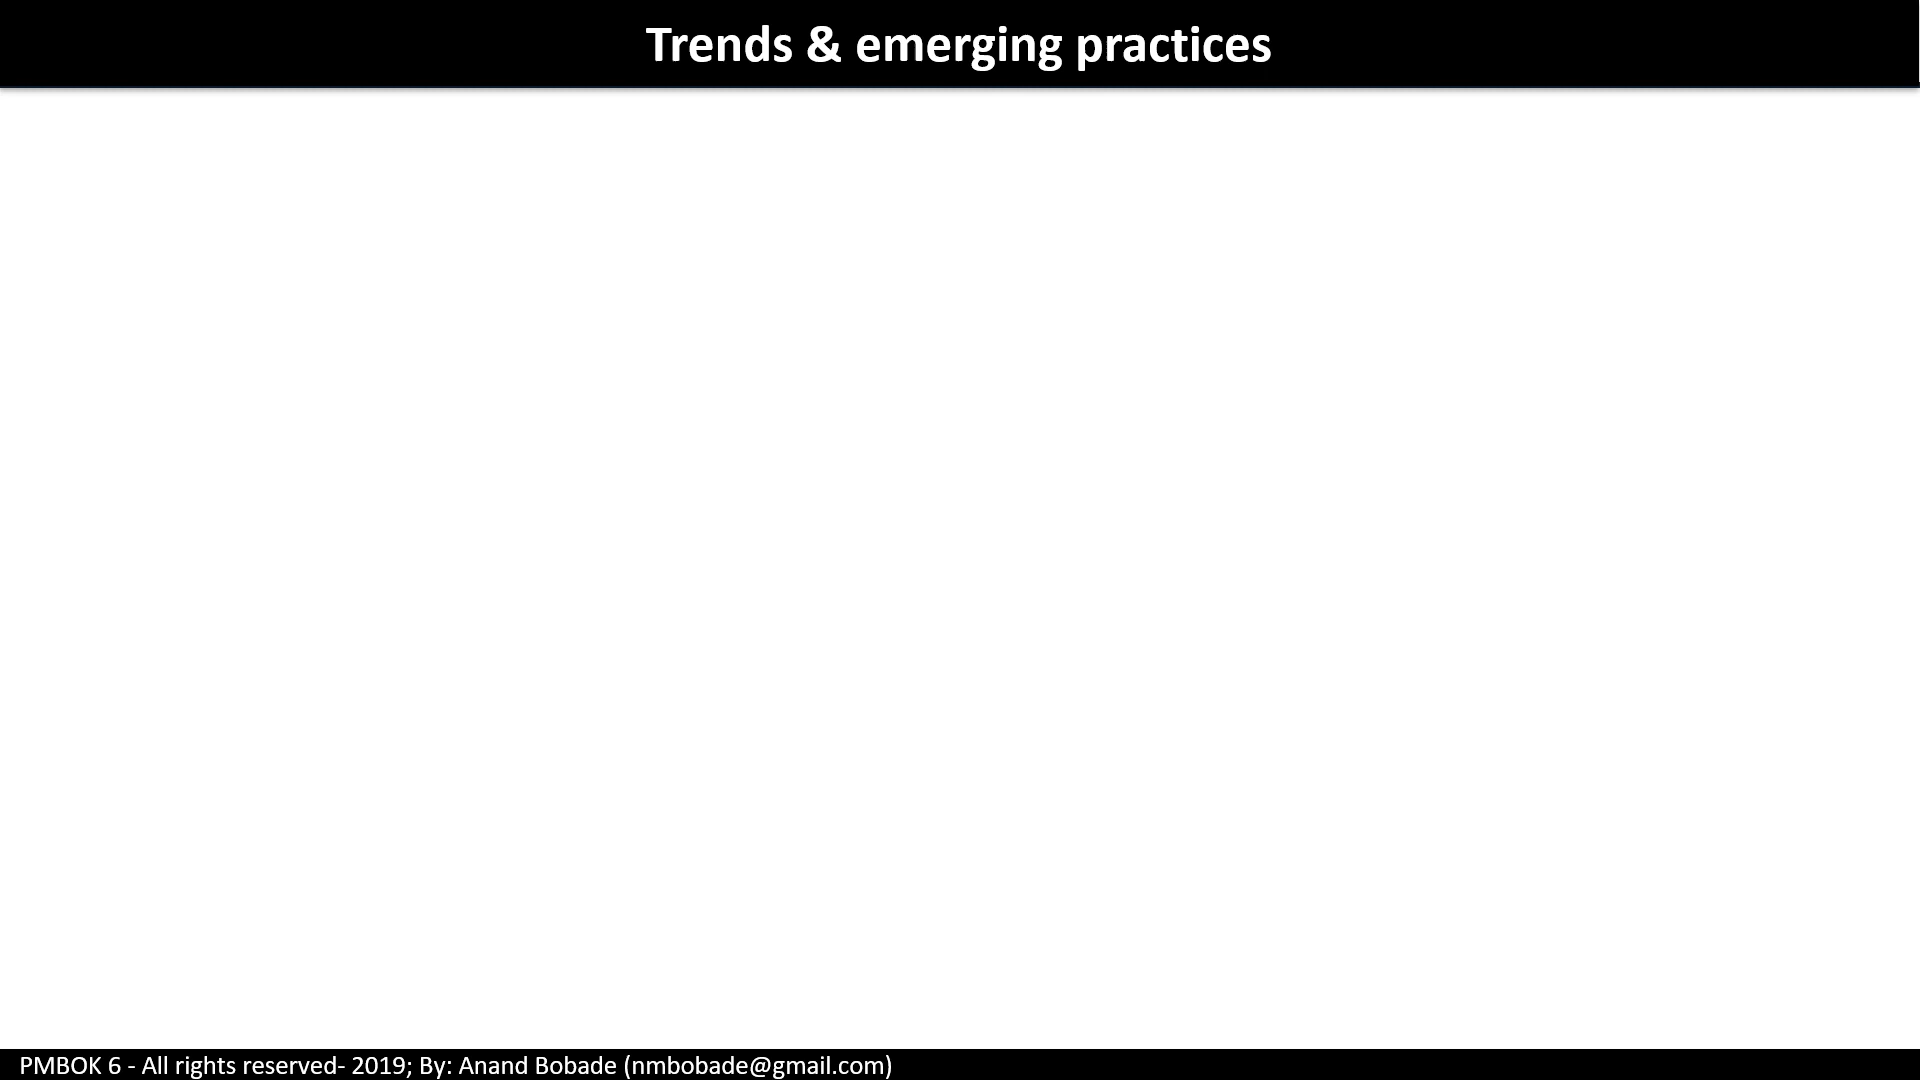 Trends & emerging practices
PMBOK 6 - All rights reserved- 2019; By: Anand Bobade (nmbobade@gmail.com)